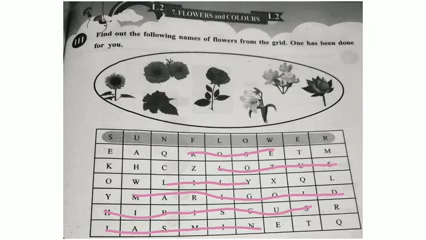 1.2 7. FLOWERS and COLOURS 1.2
III Find out the following names of flowers from the grid. One has been done
for you.
S U N F L O W E R
E A Q R O S E T M
K H C Z L O T U S
O W L I L Y X Q L
Y M A R I G O L D
H I B I S C U S R
J A S M I N E T Q